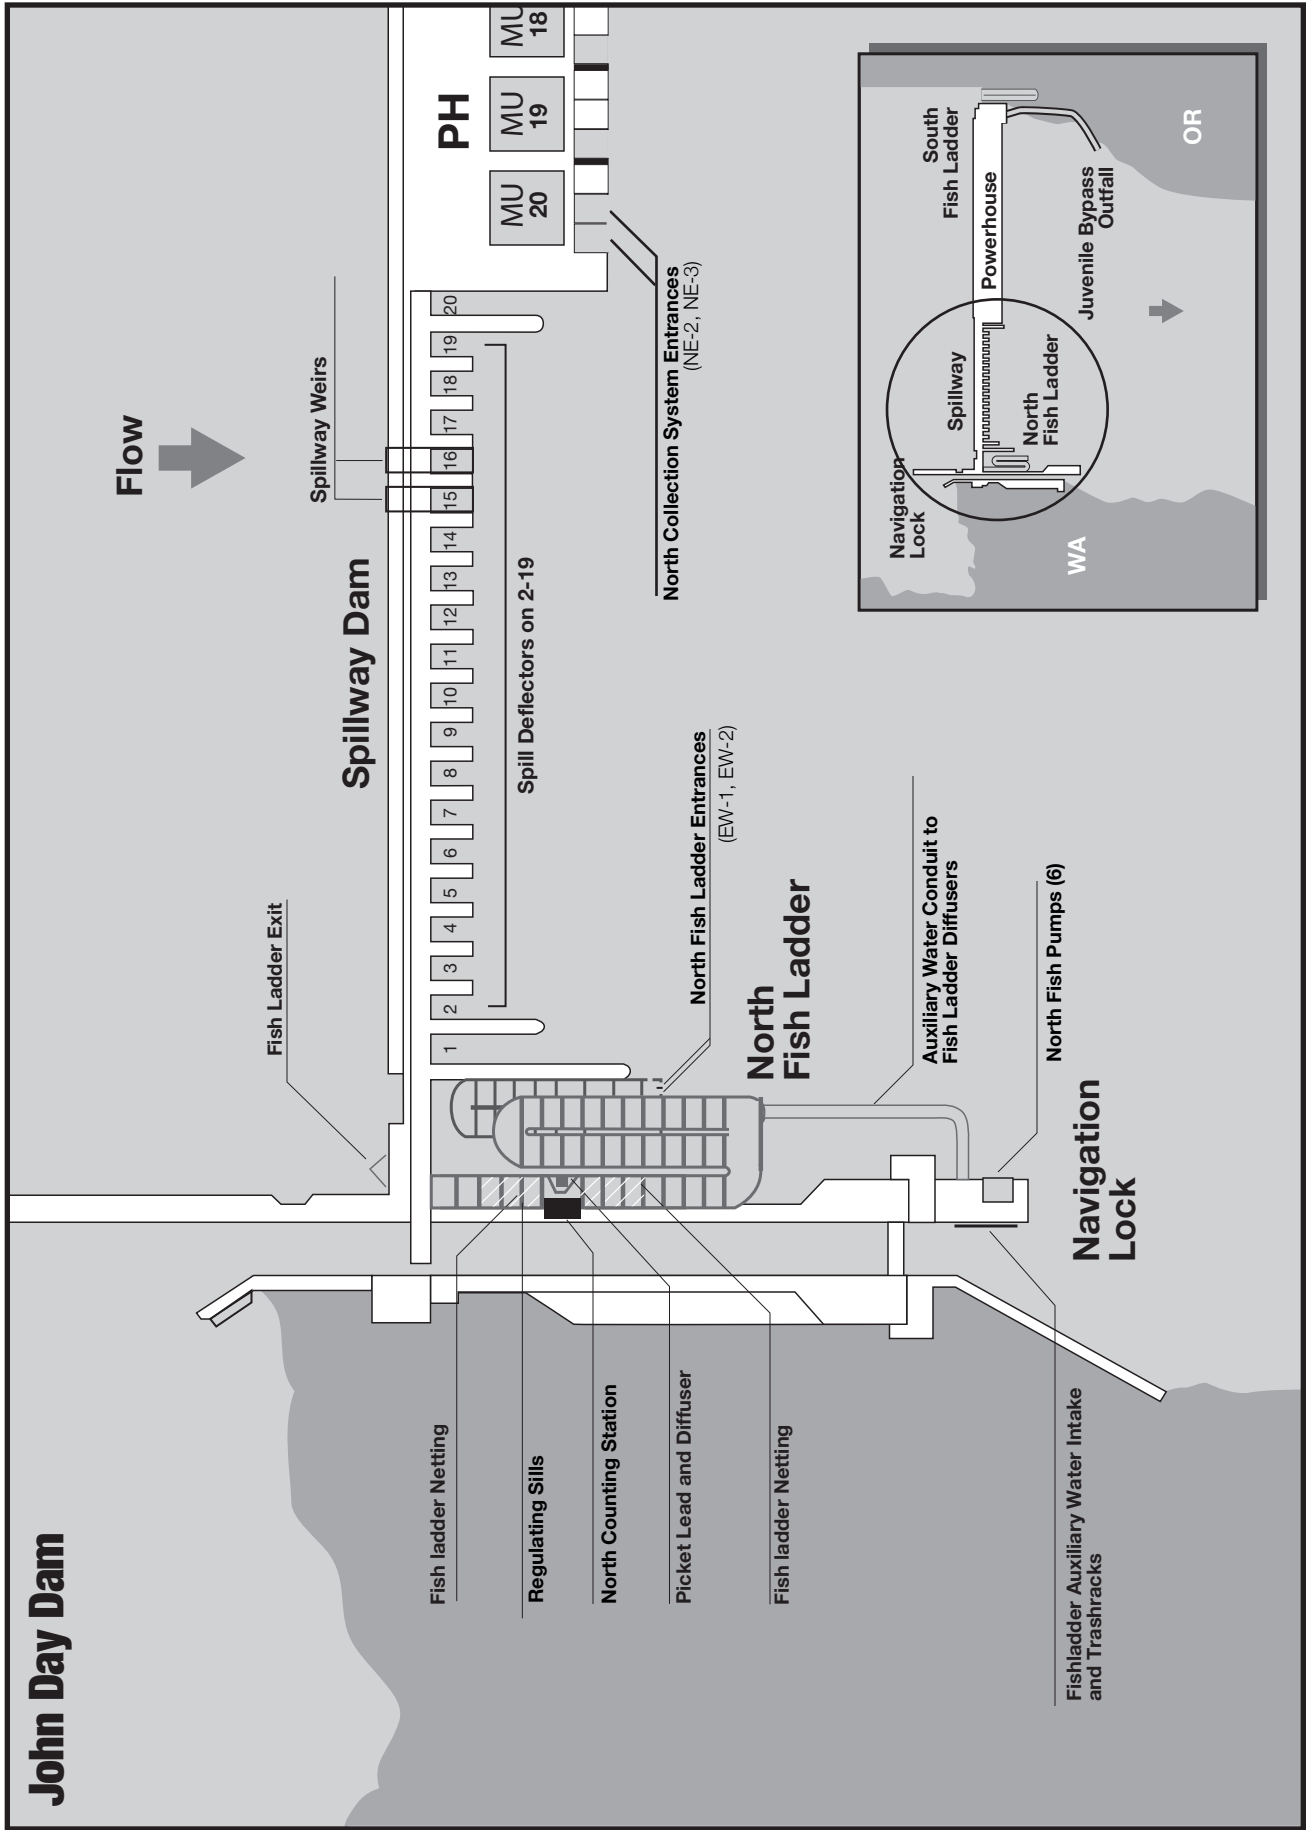 John Day Dam
Flow
Fish Ladder Exit
Spillway Dam
Spillway Weirs
PH
MU
20
MU
19
MU
18
1
2
3
4
5
6
7
8
9
10
11
12
13
14
15
16
17
18
19
20
Spill Deflectors on 2-19
North Collection System Entrances
(NE-2, NE-3)
Fish ladder Netting
Regulating Sills
North Counting Station
Picket Lead and Diffuser
Fish ladder Netting
North Fish Ladder Entrances
(EW-1, EW-2)
North
Fish Ladder
Auxiliary Water Conduit to
Fish Ladder Diffusers
North Fish Pumps (6)
Navigation
Lock
Fishladder Auxiliary Water Intake
and Trashracks
Navigation
Lock
Spillway
South
Fish Ladder
Powerhouse
North
Fish Ladder
Juvenile Bypass
Outfall
WA
OR